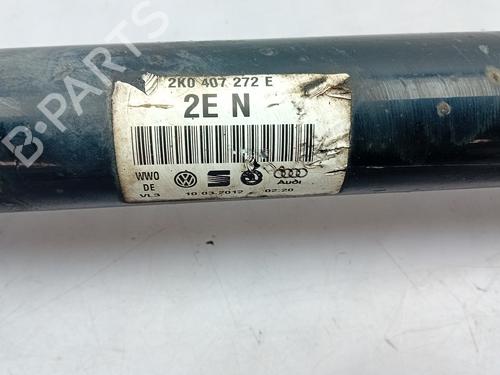 2K0 407 272 E
2E N
WWO
DE
VL3 10.03.2012 02:20
Audi
B-PARTS